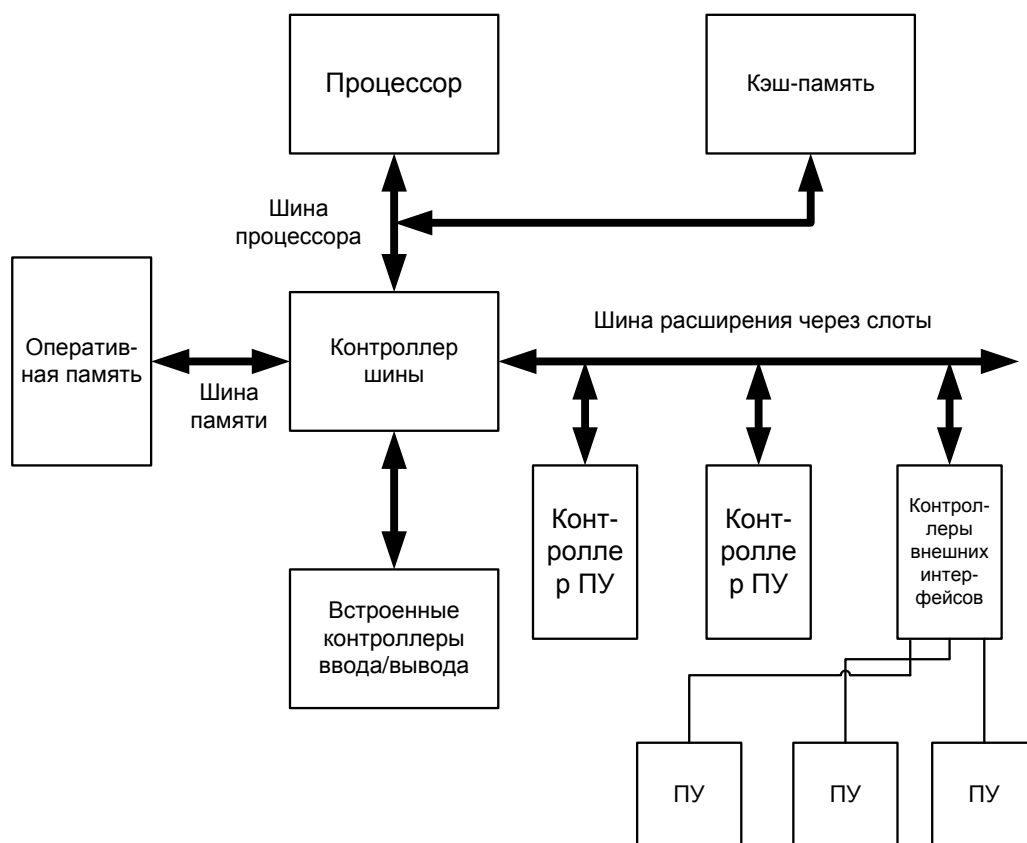 Процессор
Кэш-память
Шина
процессора
Оператив-
ная память
Шина
памяти
Контроллер
шины
Шина расширения через слоты
Конт-
ролле
р ПУ
Конт-
ролле
р ПУ
Контрол-
леры
внешних
интер-
фейсов
Встроенные
контроллеры
ввода/вывода
ПУ
ПУ
ПУ